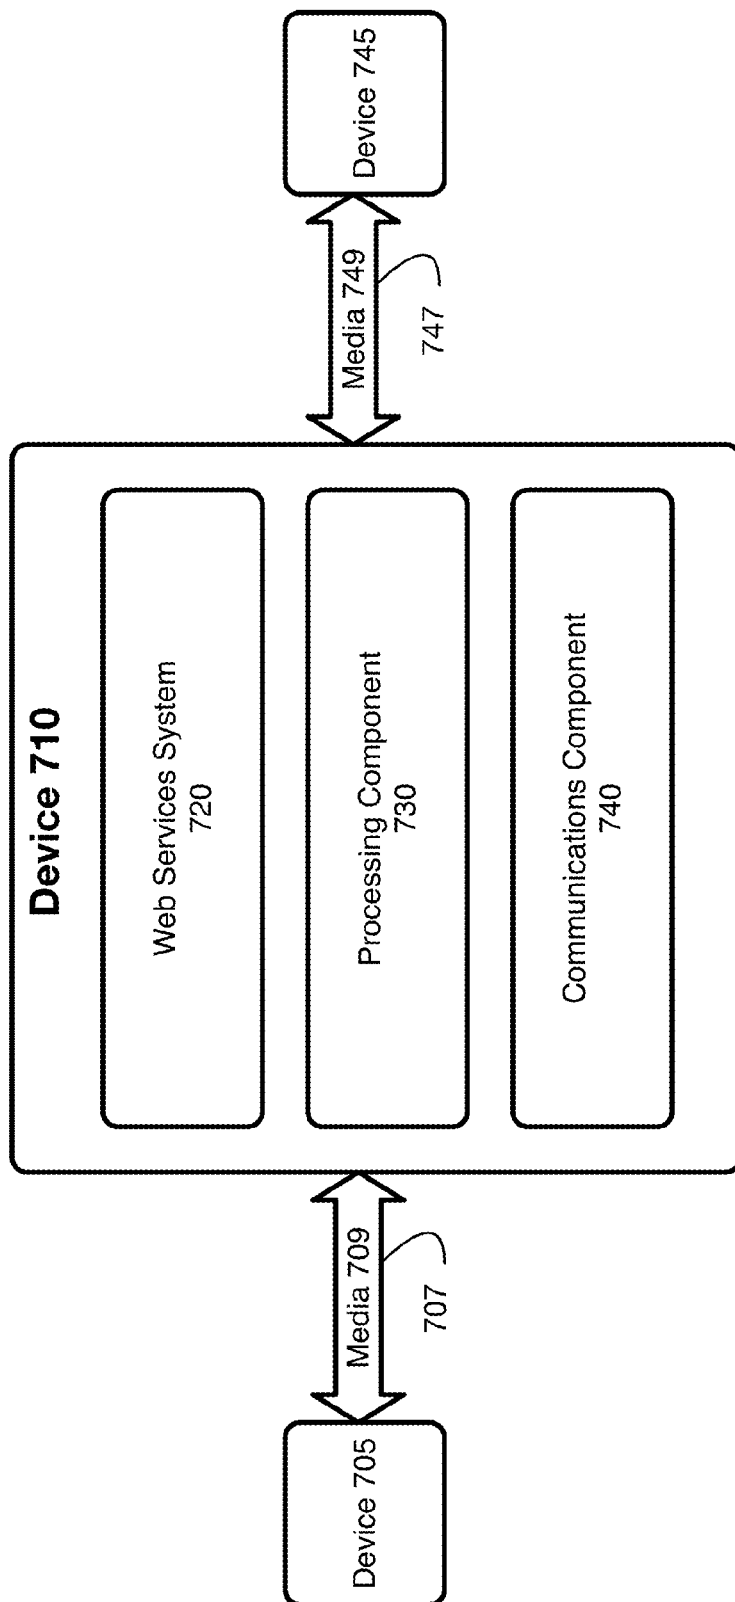 Device 710
Web Services System
720
Processing Component
730
Communications Component
740
Device 705
Media 709
707
Media 749
747
Device 745